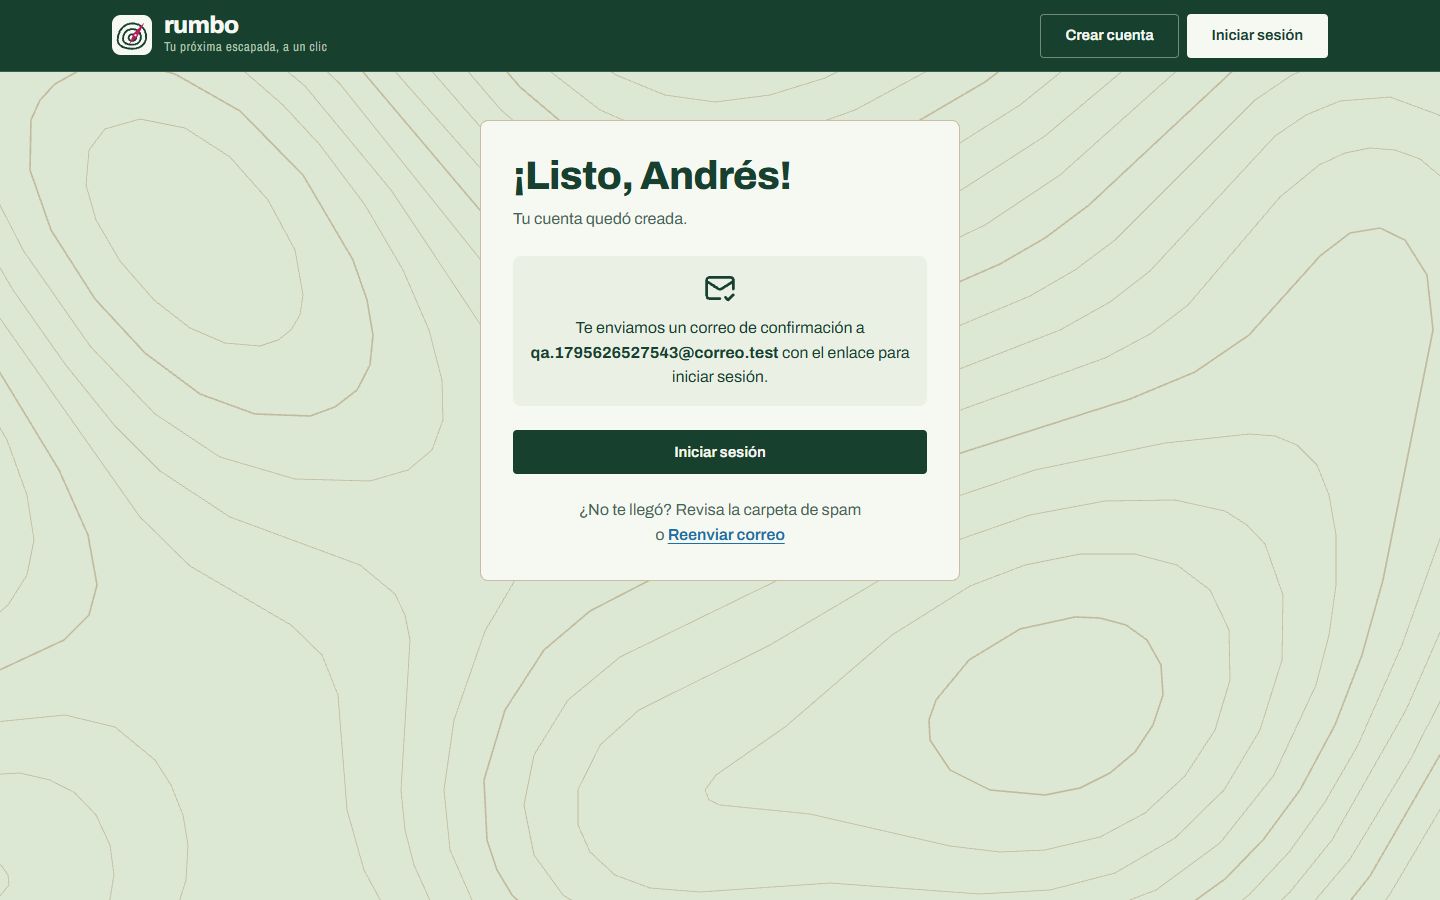 rumbo
Tu próxima escapada, a un clic
Crear cuenta
Iniciar sesión
¡Listo, Andrés!
Tu cuenta quedó creada.
Te enviamos un correo de confirmación a
qa.1795626527543@correo.test con el enlace para
iniciar sesión.
Iniciar sesión
¿No te llegó? Revisa la carpeta de spam
o Reenviar correo